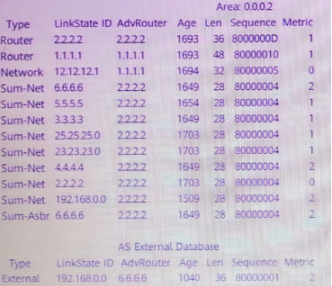 Area: 0.0.0.2
Type LinkState ID AdvRouter Age Len Sequence Metric
Router 2.2.2.2 2.2.2.2 1693 36 8000000D 1
Router 1.1.1.1 1.1.1.1 1693 48 80000010 1
Network 12.12.12.1 1.1.1.1 1694 32 80000005 0
Sum-Net 6.6.6.6 2.2.2.2 1649 28 80000004 2
Sum-Net 5.5.5.5 2.2.2.2 1654 28 80000004 1
Sum-Net 3.3.3.3 2.2.2.2 1649 28 80000004 1
Sum-Net 25.25.25.0 2.2.2.2 1703 28 80000004 1
Sum-Net 23.23.23.0 2.2.2.2 1703 28 80000004 1
Sum-Net 4.4.4.4 2.2.2.2 1649 28 80000004 2
Sum-Net 2.2.2.2 2.2.2.2 1703 28 80000004 0
Sum-Net 192.168.0.0 2.2.2.2 1509 28 80000004 2
Sum-Asbr 6.6.6.6 2.2.2.2 1649 28 80000004 2
AS External Database
Type LinkState ID AdvRouter Age Len Sequence Metric
External 192.168.0.0 6.6.6.6 1040 36 80000001 2